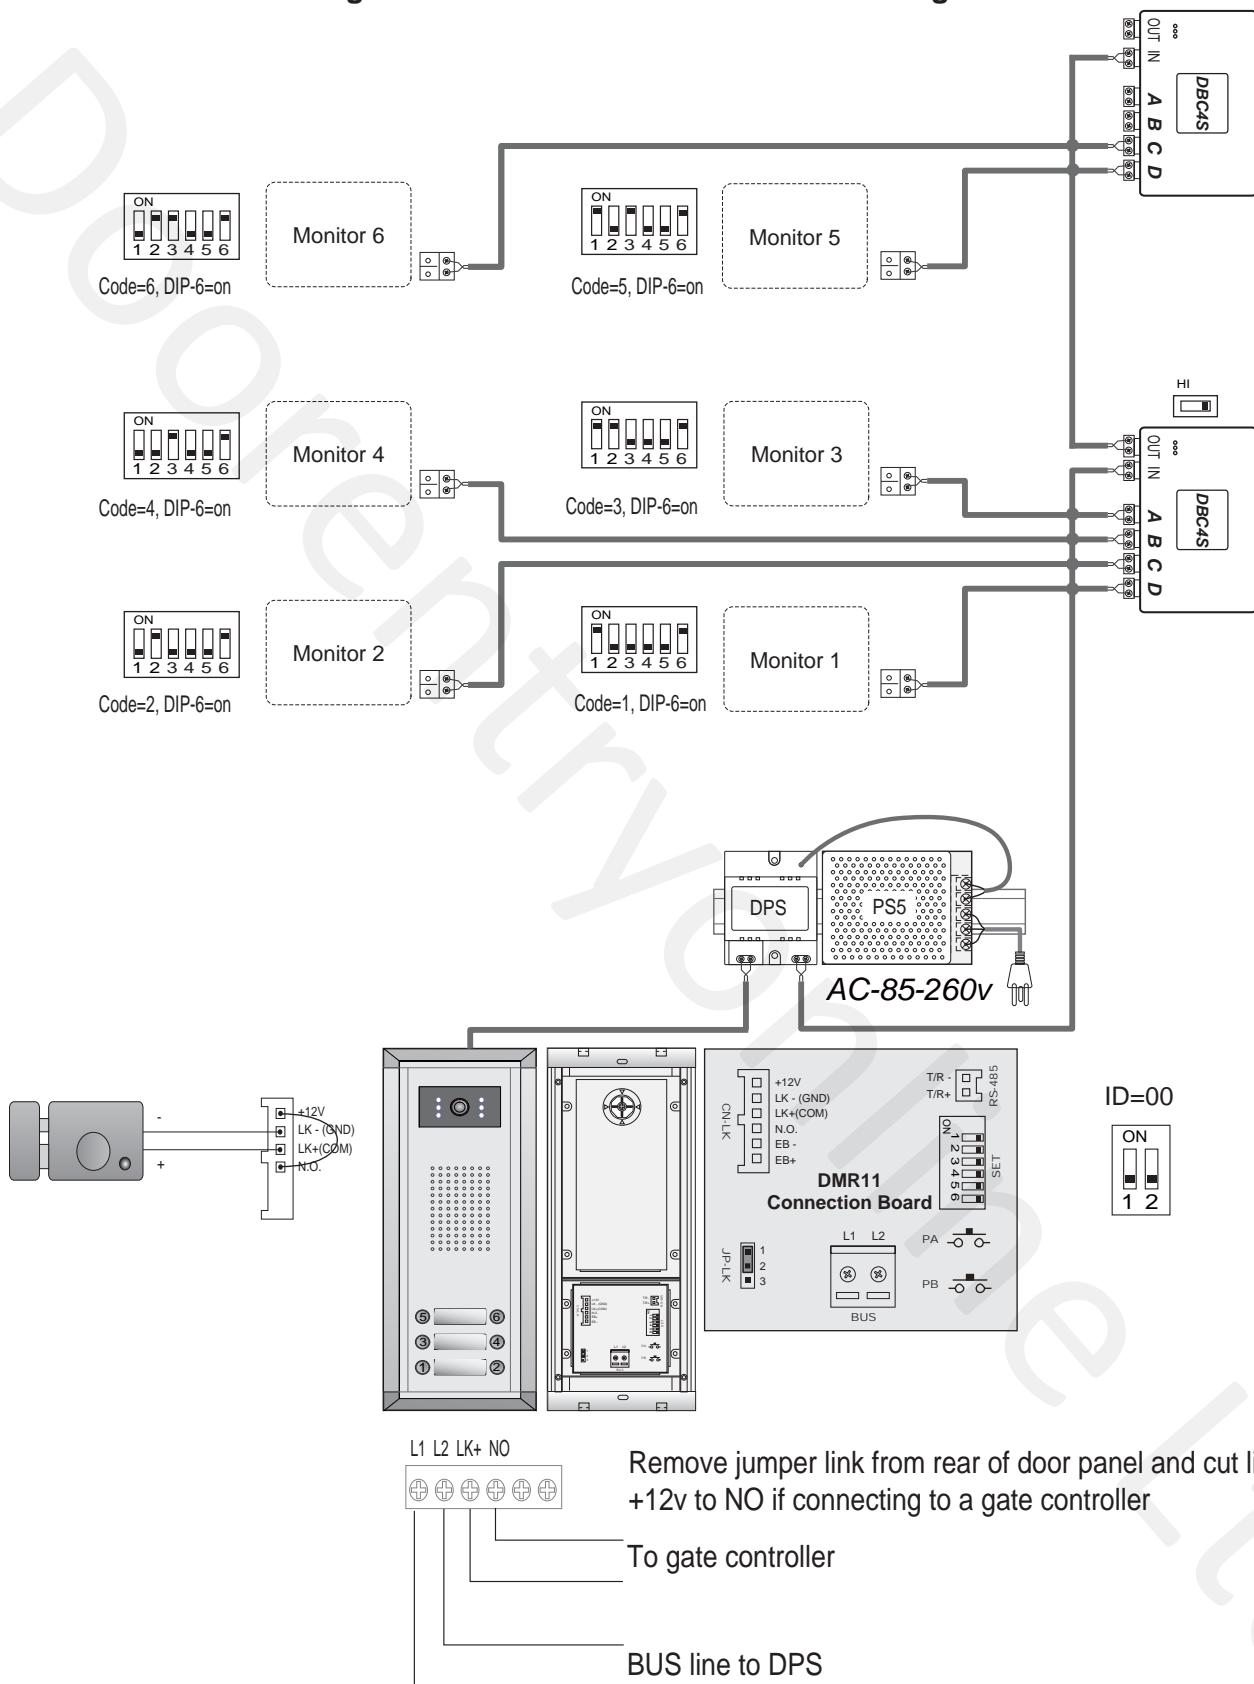 OUT IN
DBC4S
A B C D
ON
1 2 3 4 5 6
Code=6, DIP-6=on
Monitor 6
ON
1 2 3 4 5 6
Code=5, DIP-6=on
Monitor 5
HI
OUT IN
DBC4S
A B C D
ON
1 2 3 4 5 6
Code=4, DIP-6=on
Monitor 4
ON
1 2 3 4 5 6
Code=3, DIP-6=on
Monitor 3
ON
1 2 3 4 5 6
Code=2, DIP-6=on
Monitor 2
ON
1 2 3 4 5 6
Code=1, DIP-6=on
Monitor 1
DPS
PS5
AC-85-260v
-
+
+12V
LK - (GND)
LK+(COM)
N.O.
5 6
3 4
1 2
CN-LK
+12V
LK - (GND)
LK+(COM)
N.O.
EB -
EB+
T/R -
T/R+
RS-485
ON
1 2 3 4 5 6
SET
DMR11
Connection Board
JP-LK
1
2
3
L1 L2
BUS
PA
PB
ID=00
ON
1 2
L1 L2 LK+ NO
Remove jumper link from rear of door panel and cut
+12v to NO if connecting to a gate controller
To gate controller
BUS line to DPS
Doorentryonline Lt